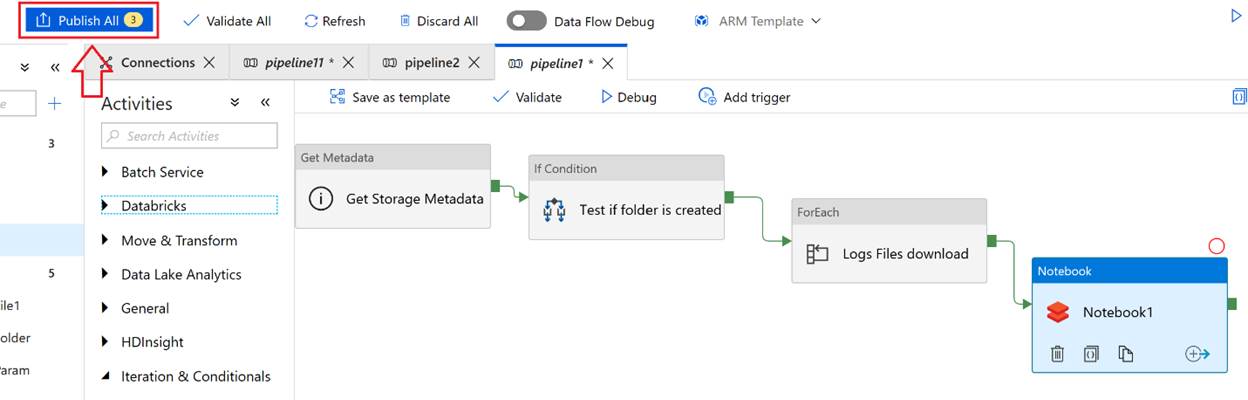 Publish All 3 Validate All Refresh Discard All Data Flow Debug ARM Template
Connections pipeline11 * pipeline2 pipeline1 *
Activities
Save as template Validate Debug Add trigger
Search Activities
3
Batch Service
Databricks
Move & Transform
5
Data Lake Analytics
General
HDInsight
Iteration & Conditionals
Get Metadata
Get Storage Metadata
If Condition
Test if folder is created
ForEach
Logs Files download
Notebook
Notebook1